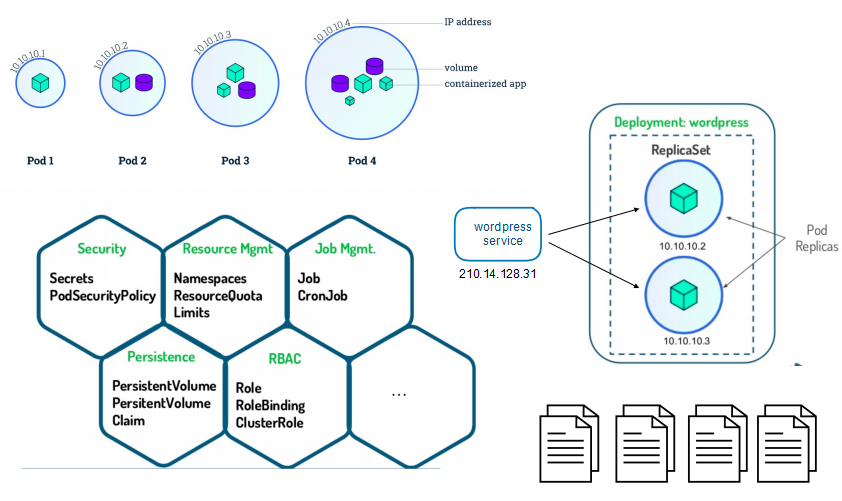 10.10.10.1
10.10.10.2
10.10.10.3
10.10.10.4
IP address
volume
containerized app
Pod 1
Pod 2
Pod 3
Pod 4
Deployment: wordpress
ReplicaSet
10.10.10.2
10.10.10.3
Pod
Replicas
wordpress
service
210.14.128.31
Security
Secrets
PodSecurityPolicy
Resource Mgmt
Namespaces
ResourceQuota
Limits
Job Mgmt.
Job
CronJob
Persistence
PersistentVolume
PersitentVolume
Claim
RBAC
Role
RoleBinding
ClusterRole
...